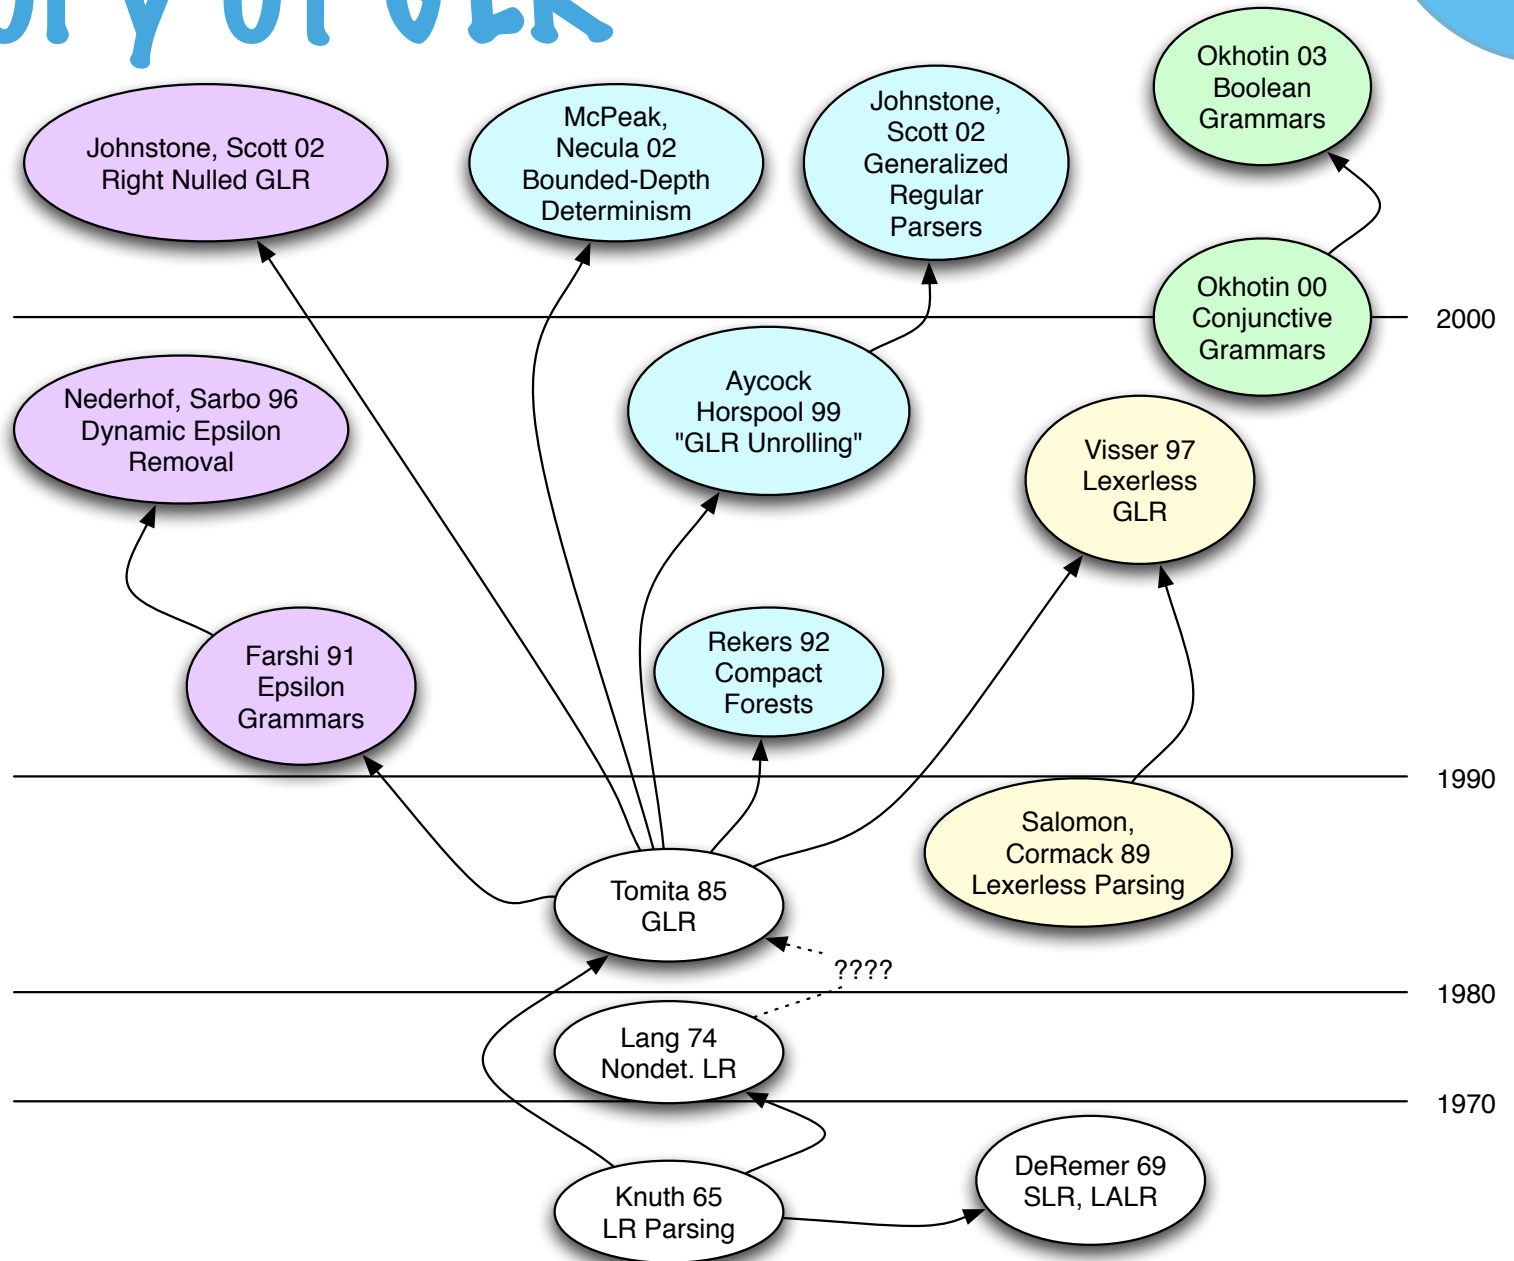 ory of GLR
Okhotin 03
Boolean
Grammars
McPeak,
Necula 02
Bounded-Depth
Determinism
Johnstone,
Scott 02
Generalized
Regular
Parsers
Johnstone, Scott 02
Right Nulled GLR
Okhotin 00
Conjunctive
Grammars
2000
Nederhof, Sarbo 96
Dynamic Epsilon
Removal
Aycock
Horspool 99
"GLR Unrolling"
Visser 97
Lexerless
GLR
Farshi 91
Epsilon
Grammars
Rekers 92
Compact
Forests
1990
Salomon,
Cormack 89
Lexerless Parsing
Tomita 85
GLR
????
1980
Lang 74
Nondet. LR
1970
DeRemer 69
SLR, LALR
Knuth 65
LR Parsing